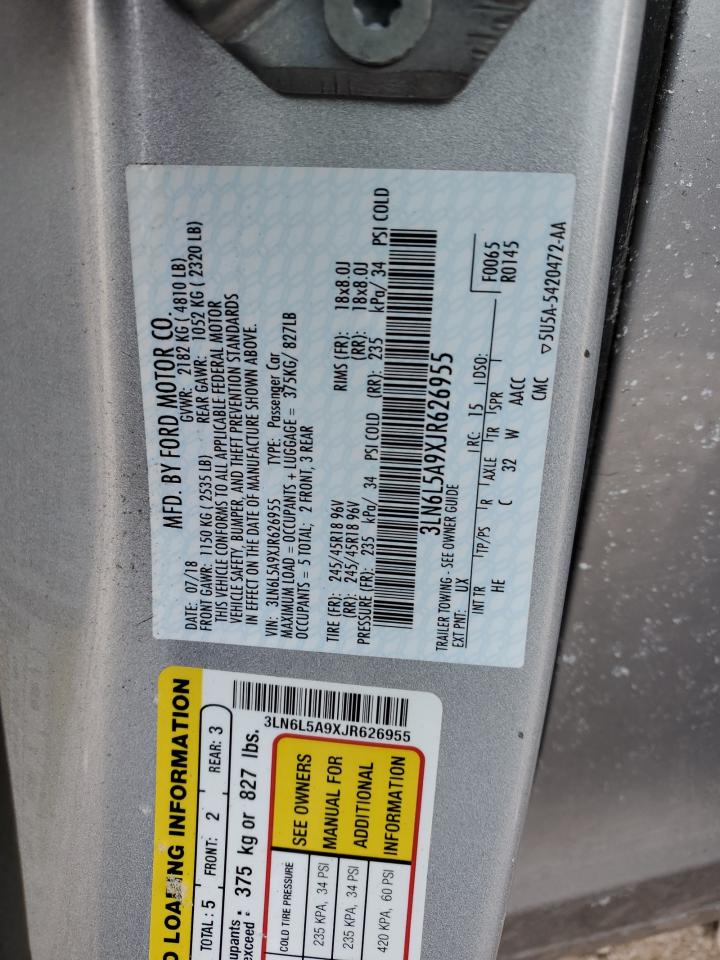 MFD. BY FORD MOTOR CO.
DATE: 07/18 GVWR: 2182 KG ( 4810 LB)
FRONT GAWR: 1150 KG ( 2535 LB) REAR GAWR: 1052 KG ( 2320 LB)
THIS VEHICLE CONFORMS TO ALL APPLICABLE FEDERAL MOTOR
VEHICLE SAFETY, BUMPER, AND THEFT PREVENTION STANDARDS
IN EFFECT ON THE DATE OF MANUFACTURE SHOWN ABOVE.
VIN: 3LN6L5A9XJR626955 TYPE: Passenger Car
MAXIMUM LOAD = OCCUPANTS + LUGGAGE = 375KG/ 827LB
OCCUPANTS = 5 TOTAL; 2 FRONT, 3 REAR
TIRE (FR): 245/45R18 96V RIMS (FR): 18x8.0J
(RR): 245/45R18 96V (RR): 18x8.0J
PRESSURE (FR): 235 kPa/ 34 PSI COLD (RR): 235 kPa/ 34 PSI COLD
3LN6L5A9XJR626955
TRAILER TOWING - SEE OWNER GUIDE
EXT PNT: UX RC: 15 DSO: F0065
R0145
INT TR TP/PS R AXLE TR SPR
HE C 32 W AACC
CMC ▽5U5A-5420472-AA
3LN6L5A9XJR626955
LOADING INFORMATION
TOTAL: 5 FRONT: 2 REAR: 3
upants
exceed : 375 kg or 827 lbs.
COLD TIRE PRESSURE
235 KPA, 34 PSI
235 KPA, 34 PSI
420 KPA, 60 PSI
SEE OWNERS
MANUAL FOR
ADDITIONAL
INFORMATION